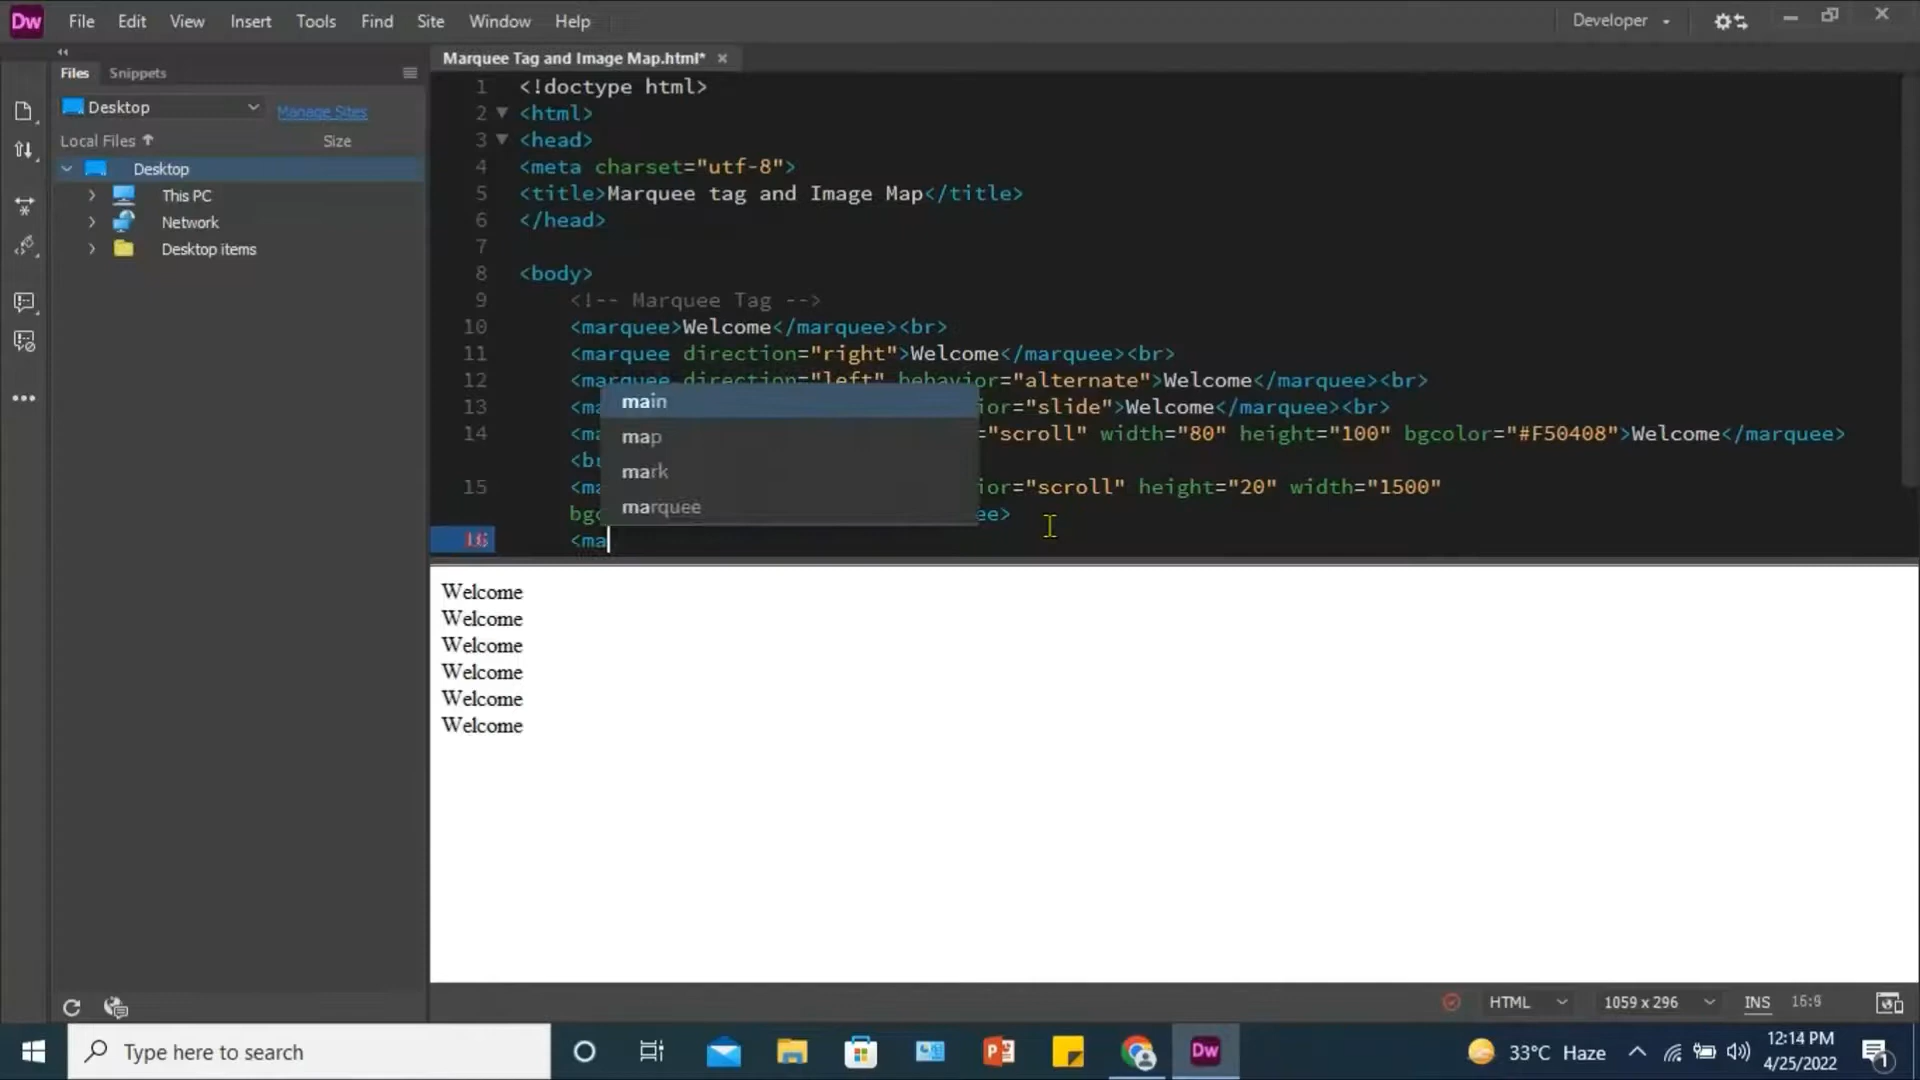 Dw File Edit View Insert Tools Find Site Window Help Developer
Files Snippets
Marquee Tag and Image Map.html*
Desktop Manage Sites
Local Files Size
Desktop
This PC
Network
Desktop items
1 <!doctype html>
2 <html>
3 <head>
4 <meta charset="utf-8">
5 <title>Marquee tag and Image Map</title>
6 </head>
7
8 <body>
9 <!-- Marquee Tag -->
10 <marquee>Welcome</marquee><br>
11 <marquee direction="right">Welcome</marquee><br>
12 <marquee direction="left" behavior="alternate">Welcome</marquee><br>
13 <ma ior="slide">Welcome</marquee><br>
14 <ma ="scroll" width="80" height="100" bgcolor="#F50408">Welcome</marquee>
<b
15 <ma ior="scroll" height="20" width="1500"
bg ee>
16 <ma
main
map
mark
marquee
Welcome
Welcome
Welcome
Welcome
Welcome
Welcome
HTML 1059 x 296 INS 16:9
Type here to search
Dw
33°C Haze
12:14 PM
4/25/2022
1